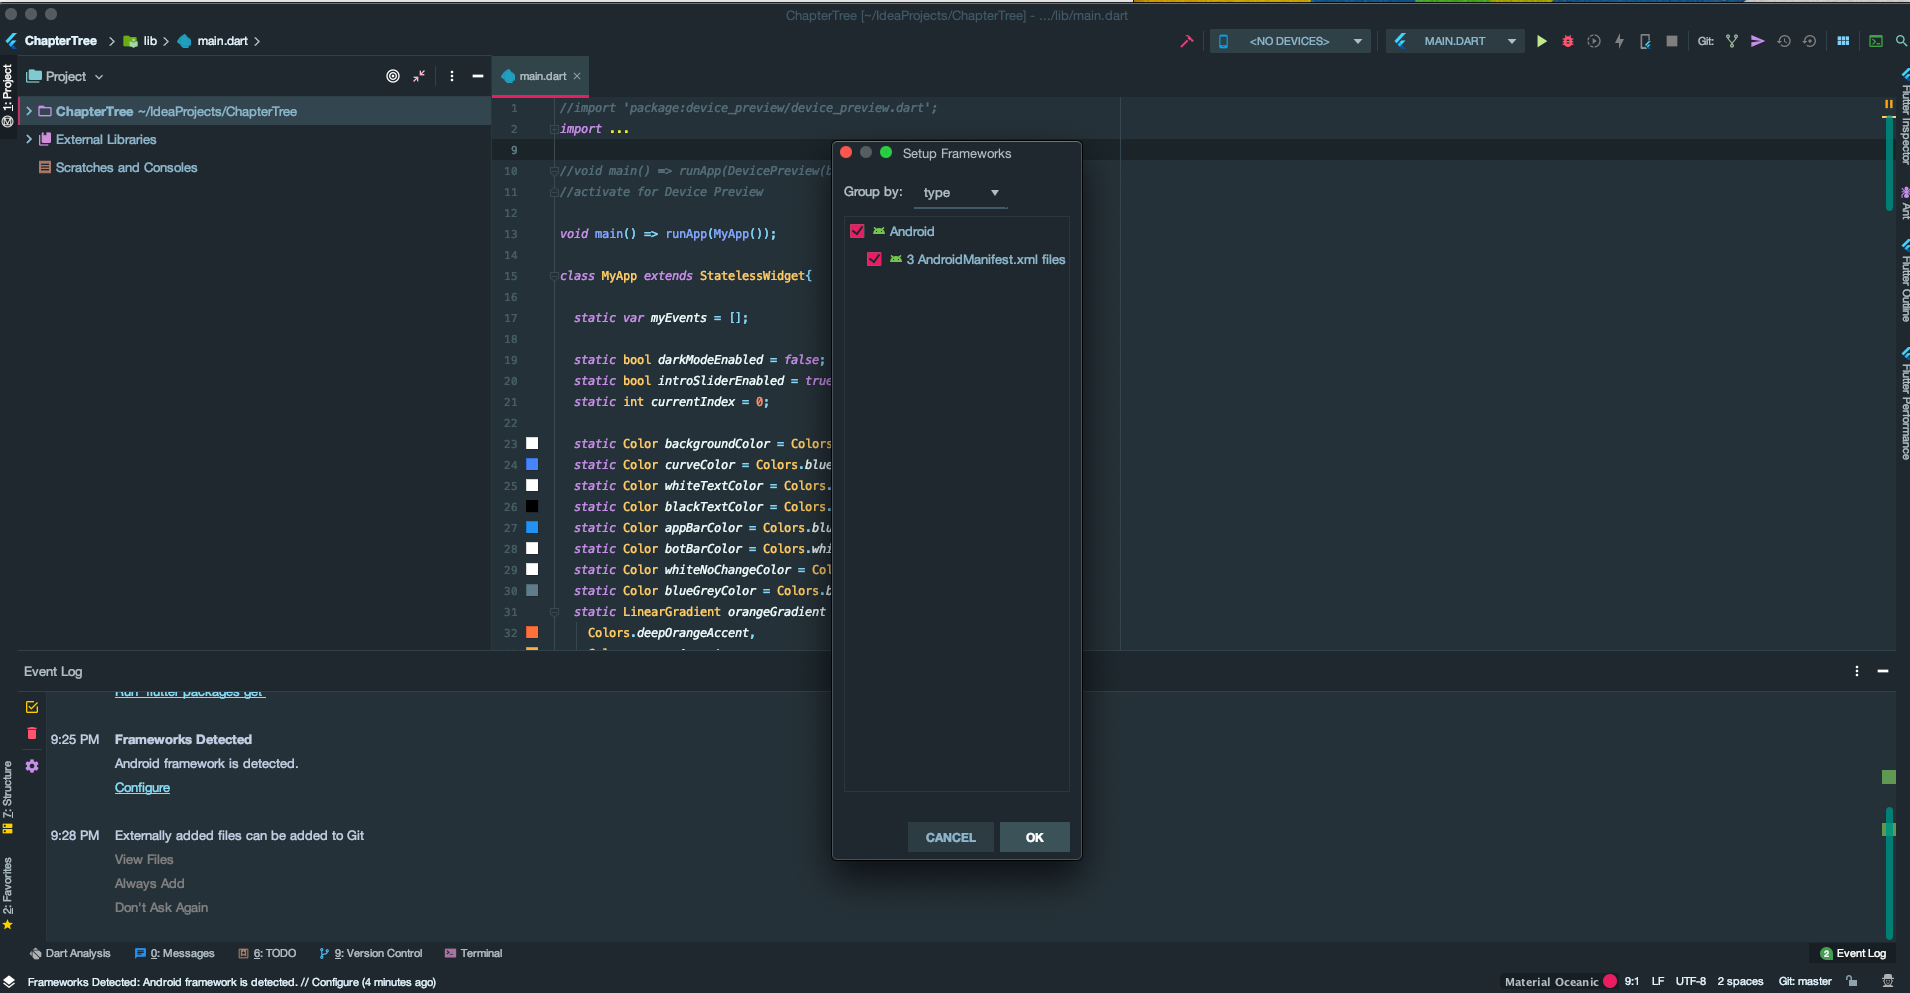 ChapterTree [~/IdeaProjects/ChapterTree] - .../lib/main.dart
ChapterTree lib main.dart
<NO DEVICES> MAIN.DART Git:
1: Project
Project
main.dart
ChapterTree ~/IdeaProjects/ChapterTree
External Libraries
Scratches and Consoles
1 //import 'package:device_preview/device_preview.dart';
2 import ...
9
10 //void main() => runApp(DevicePreview(b
11 //activate for Device Preview
12
13 void main() => runApp(MyApp());
14
15 class MyApp extends StatelessWidget{
16
17 static var myEvents = [];
18
19 static bool darkModeEnabled = false;
20 static bool introSliderEnabled = true
21 static int currentIndex = 0;
22
23 static Color backgroundColor = Colors
24 static Color curveColor = Colors.blue
25 static Color whiteTextColor = Colors.
26 static Color blackTextColor = Colors.
27 static Color appBarColor = Colors.blu
28 static Color botBarColor = Colors.whi
29 static Color whiteNoChangeColor = Col
30 static Color blueGreyColor = Colors.b
31 static LinearGradient orangeGradient
32 Colors.deepOrangeAccent,
Setup Frameworks
Group by: type
Android
3 AndroidManifest.xml files
CANCEL OK
Flutter Inspector
Ant
Flutter Outline
Flutter Performance
Event Log
Run 'flutter packages get'
9:25 PM Frameworks Detected
Android framework is detected.
Configure
9:28 PM Externally added files can be added to Git
View Files
Always Add
Don't Ask Again
7: Structure
2: Favorites
Dart Analysis 0: Messages 6: TODO 9: Version Control Terminal
2 Event Log
Frameworks Detected: Android framework is detected. // Configure (4 minutes ago)
Material Oceanic 9:1 LF UTF-8 2 spaces Git: master